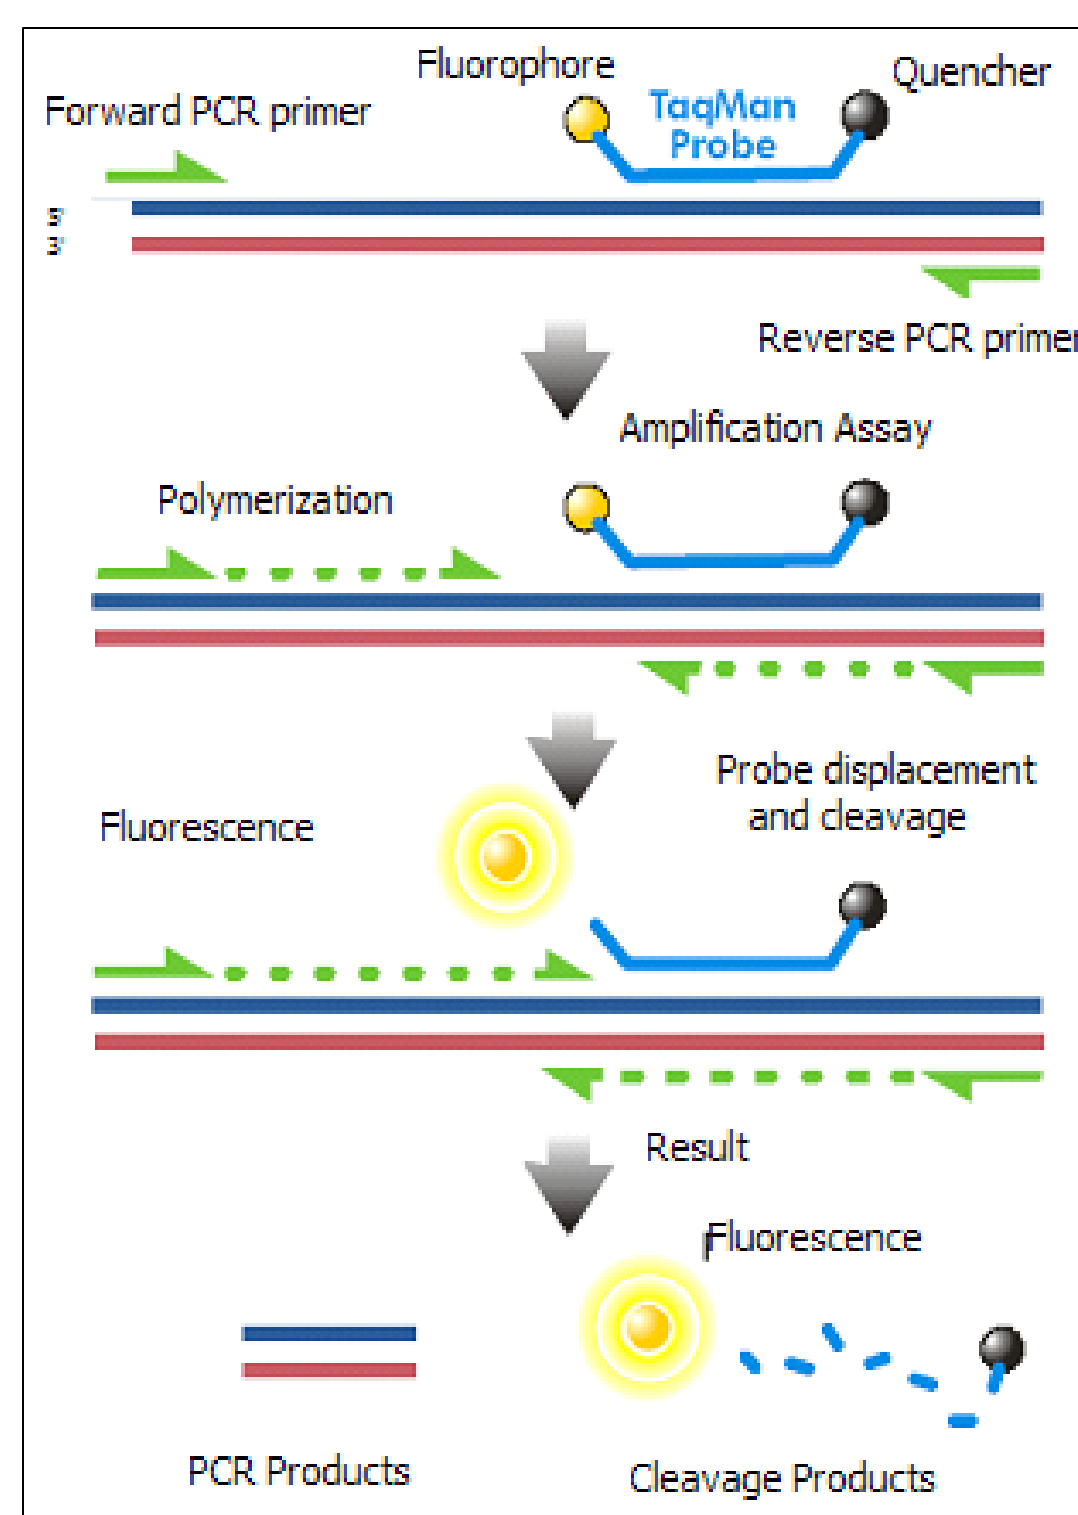 Fluorophore
Quencher
Forward PCR primer
TaqMan
Probe
5'
3'
Reverse PCR primer
Amplification Assay
Polymerization
Probe displacement
and cleavage
Fluorescence
Result
Fluorescence
PCR Products
Cleavage Products